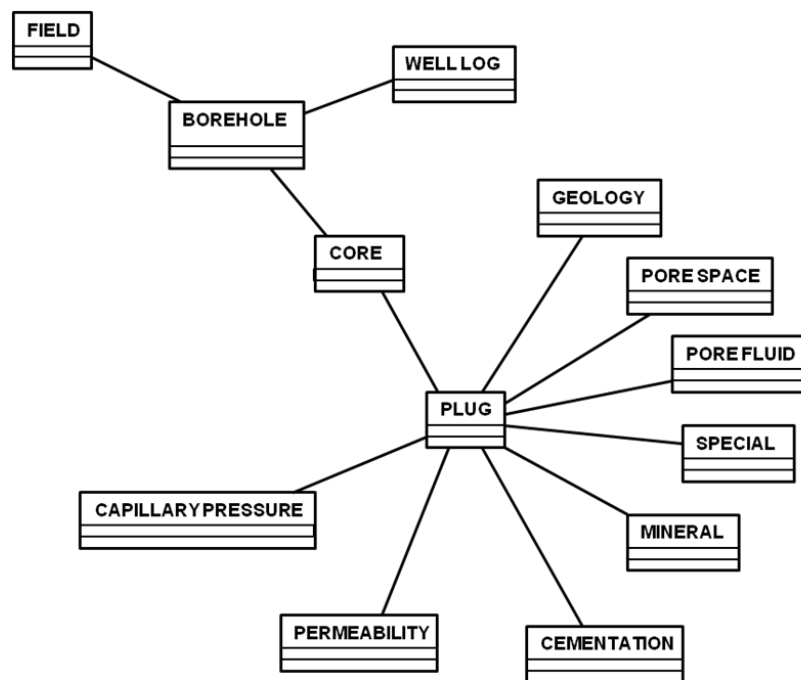 FIELD
WELL LOG
BOREHOLE
GEOLOGY
CORE
PORE SPACE
PORE FLUID
PLUG
SPECIAL
CAPILLARY PRESSURE
MINERAL
PERMEABILITY
CEMENTATION